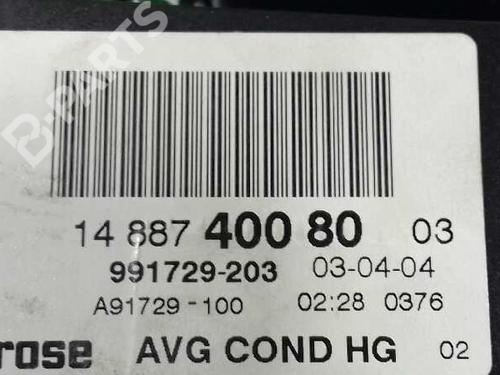 B-PARTS
14 887 400 80 03
991729-203 03-04-04
A91729-100 02:28 0376
rose AVG COND HG 02